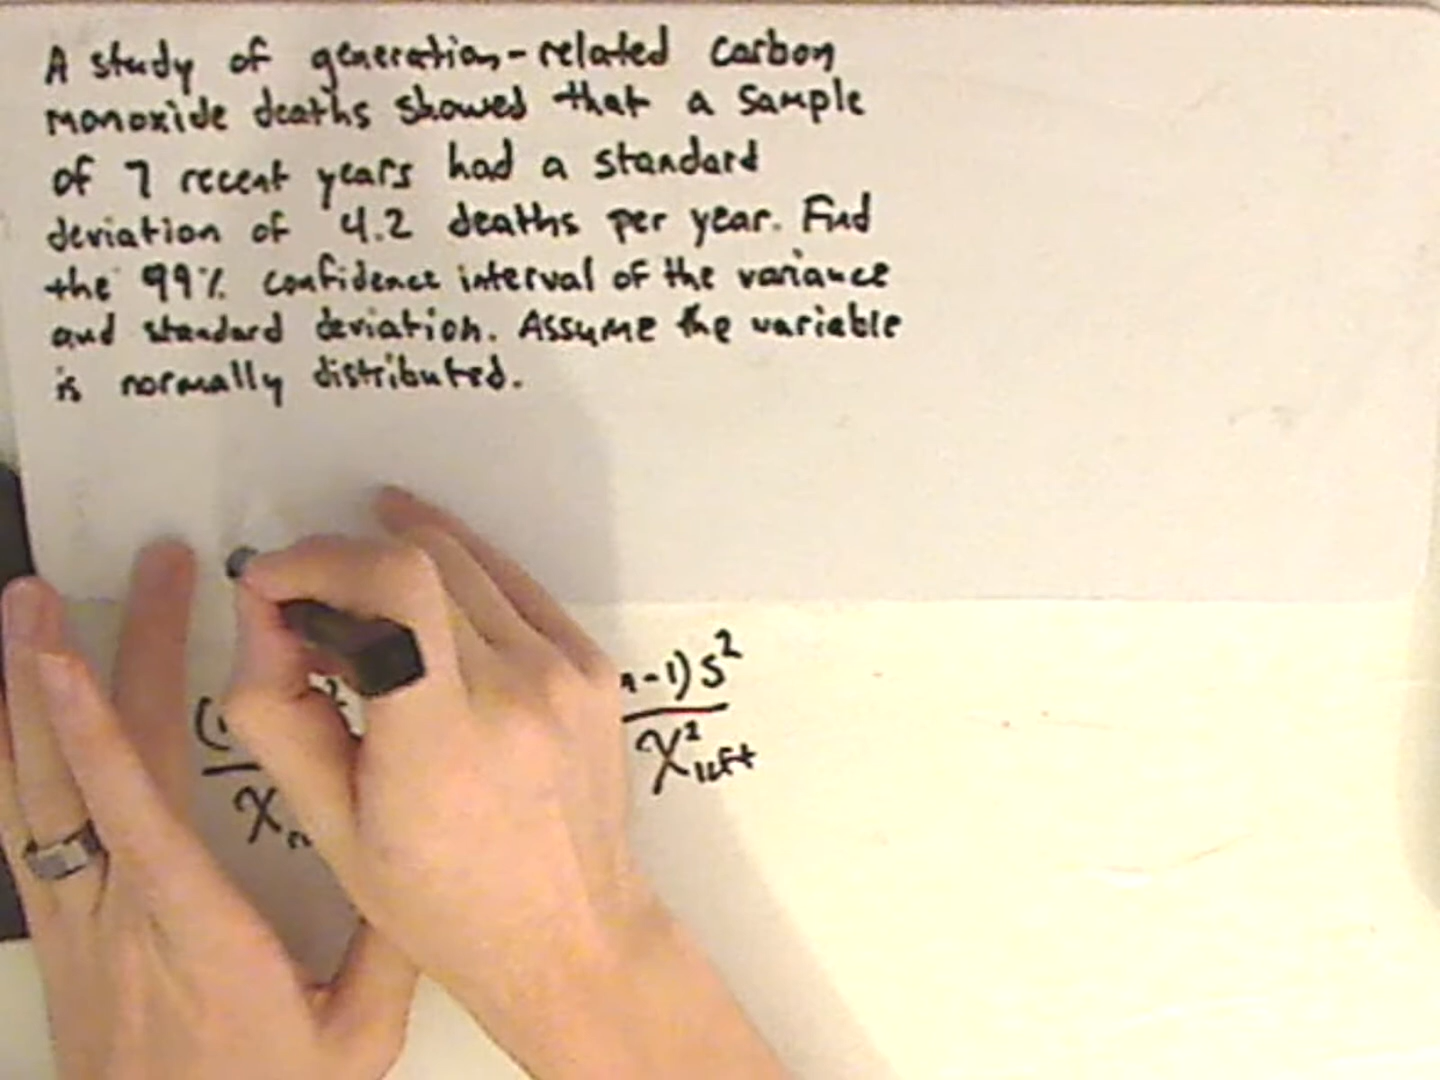 A study of generation-related carbon
monoxide deaths showed that a sample
of 7 recent years had a standard
deviation of 4.2 deaths per year. Find
the 99% confidence interval of the variance
and standard deviation. Assume the variable
is normally distributed.
-1) S²
X² left
(
X